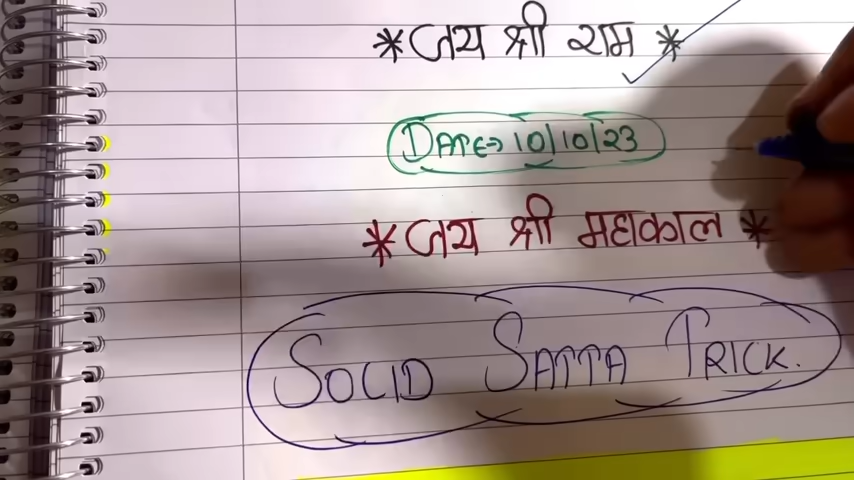 *जय श्री राम*
DATE→ 10/10/23
*जय श्री महाकाल*
SOLID SATTA TRICK.